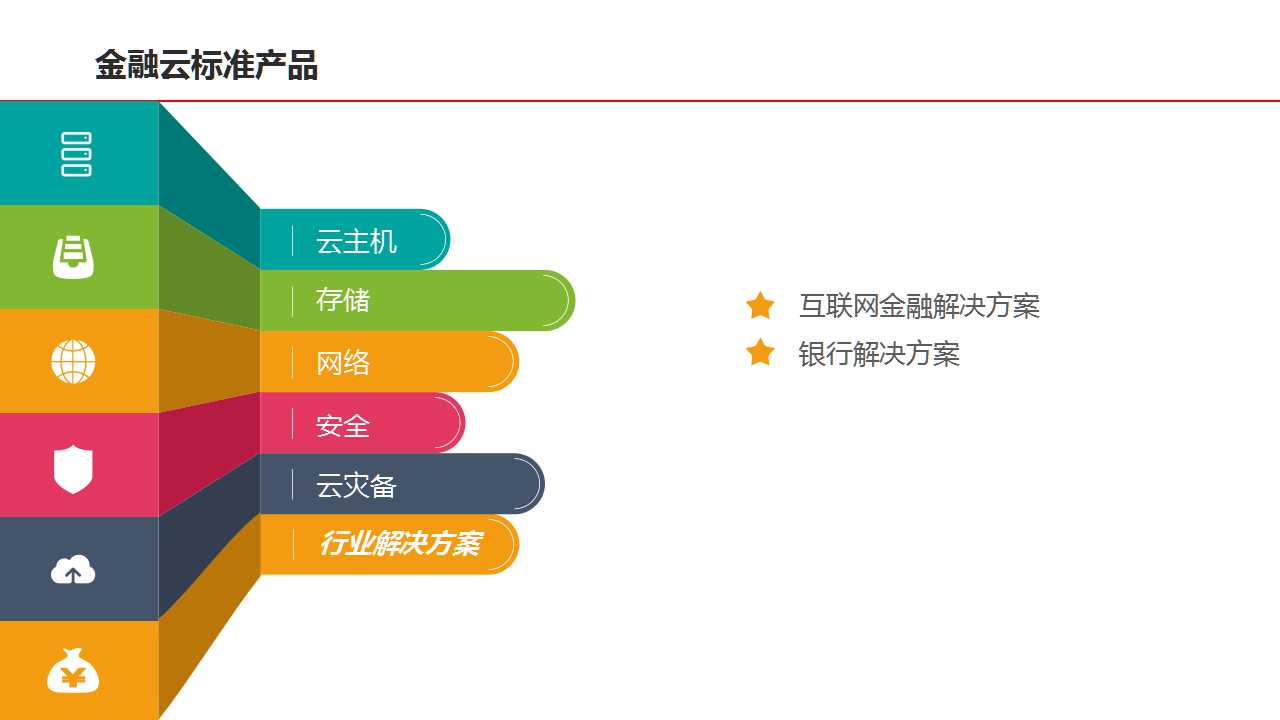 金融云标准产品
云主机
存储
网络
安全
云灾备
行业解决方案
互联网金融解决方案
银行解决方案